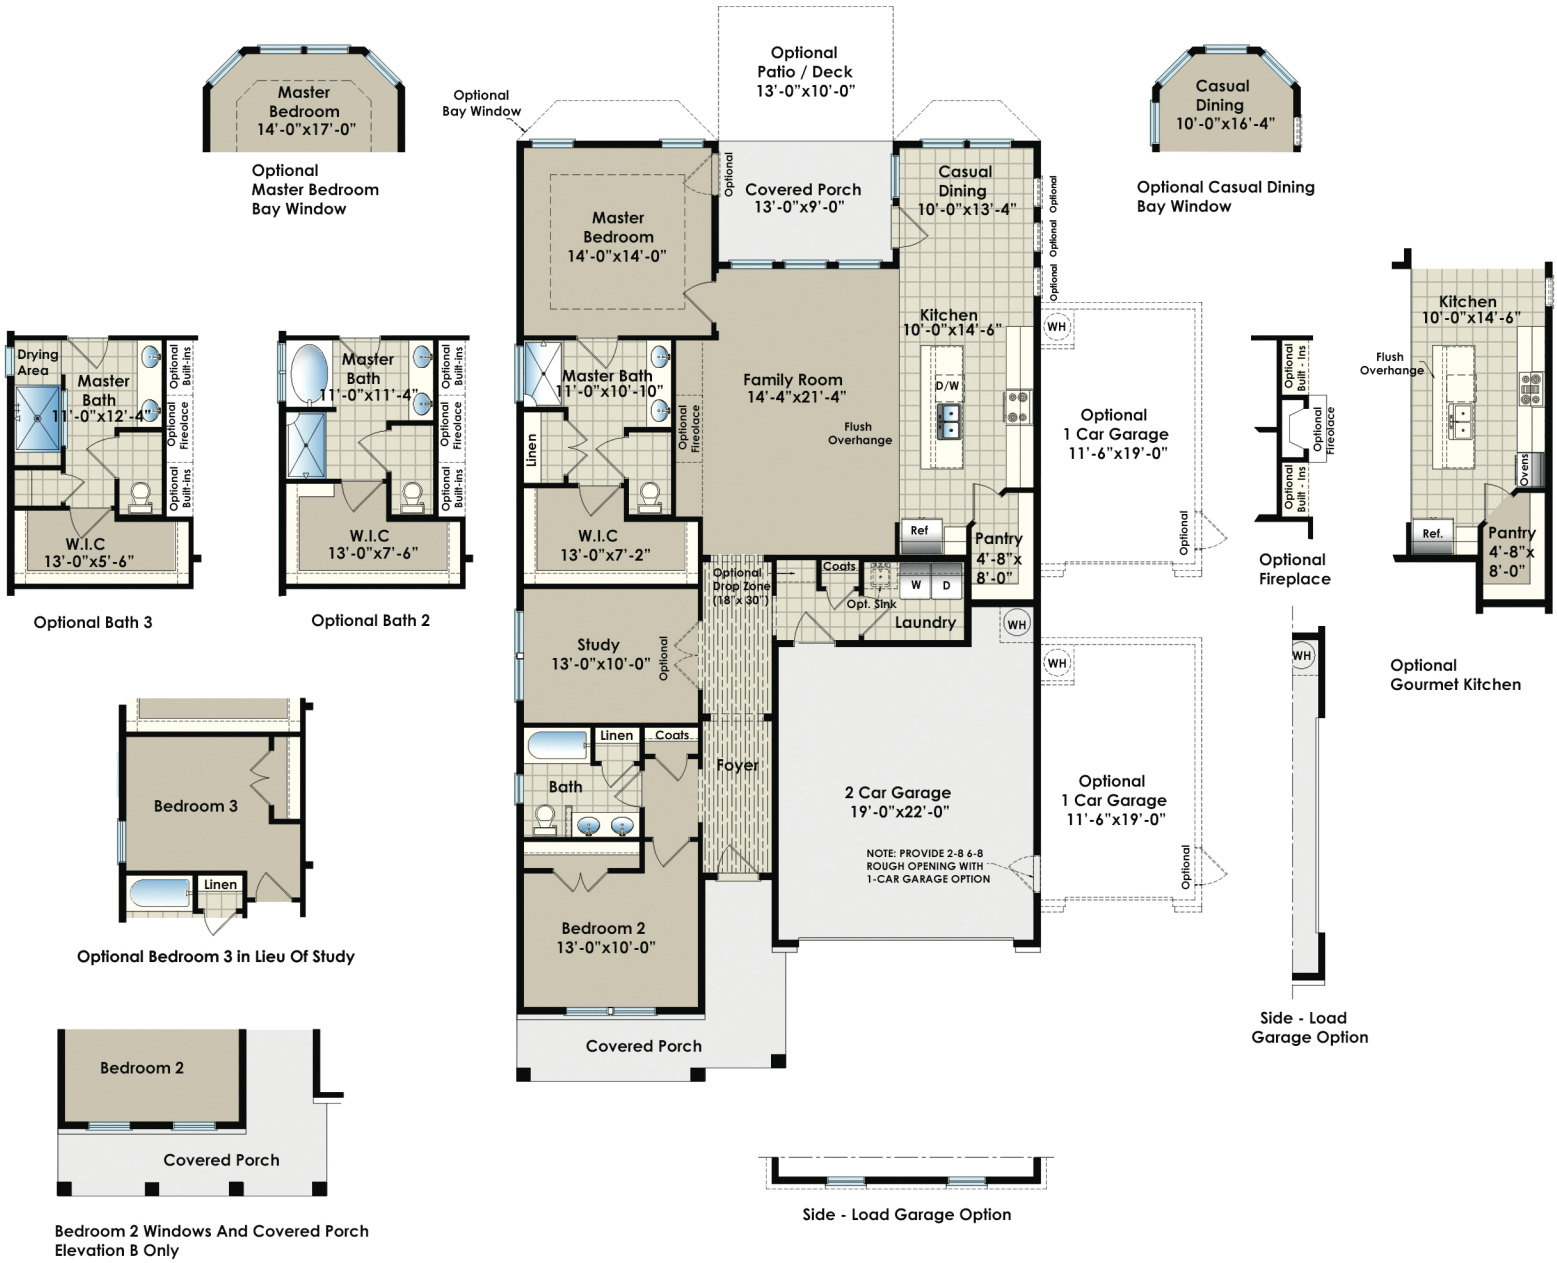 Master
Bedroom
14'-0"x17'-0"
Optional
Master Bedroom
Bay Window
Optional
Bay Window
Optional
Patio / Deck
13'-0"x10'-0"
Casual
Dining
10'-0"x16'-4"
Optional Casual Dining
Bay Window
Master
Bedroom
14'-0"x14'-0"
Optional
Covered Porch
13'-0"x9'-0"
Casual
Dining
10'-0"x13'-4"
Optional
Optional
Optional
Kitchen
10'-0"x14'-6"
D/W
Family Room
14'-4"x21'-4"
Flush
Overhange
Optional
Fireplace
Master Bath
11'-0"x10'-10"
Linen
W.I.C
13'-0"x7'-2"
Ref
Pantry
4'-8"x
8'-0"
Optional
Drop Zone
(18"x 30")
Coats
Opt. Sink
W
D
Laundry
WH
Study
13'-0"x10'-0"
Optional
Linen
Coats
Bath
Foyer
2 Car Garage
19'-0"x22'-0"
NOTE: PROVIDE 2-8 6-8
ROUGH OPENING WITH
1-CAR GARAGE OPTION
Bedroom 2
13'-0"x10'-0"
Covered Porch
WH
Optional
1 Car Garage
11'-6"x19'-0"
Optional
WH
Optional
1 Car Garage
11'-6"x19'-0"
Optional
Drying
Area
Master
Bath
11'-0"x12'-4"
Optional
Built-ins
Optional
Fireplace
Optional
Built-ins
W.I.C
13'-0"x5'-6"
Optional Bath 3
Master
Bath
11'-0"x11'-4"
Optional
Built-ins
Optional
Fireplace
Optional
Built-ins
W.I.C
13'-0"x7'-6"
Optional Bath 2
Bedroom 3
Linen
Optional Bedroom 3 in Lieu Of Study
Bedroom 2
Covered Porch
Bedroom 2 Windows And Covered Porch
Elevation B Only
Optional
Built - Ins
Optional
Fireplace
Optional
Built - Ins
Optional
Fireplace
Kitchen
10'-0"x14'-6"
Flush
Overhange
Ovens
Ref.
Pantry
4'-8"x
8'-0"
Optional
Gourmet Kitchen
WH
Side - Load
Garage Option
Side - Load Garage Option